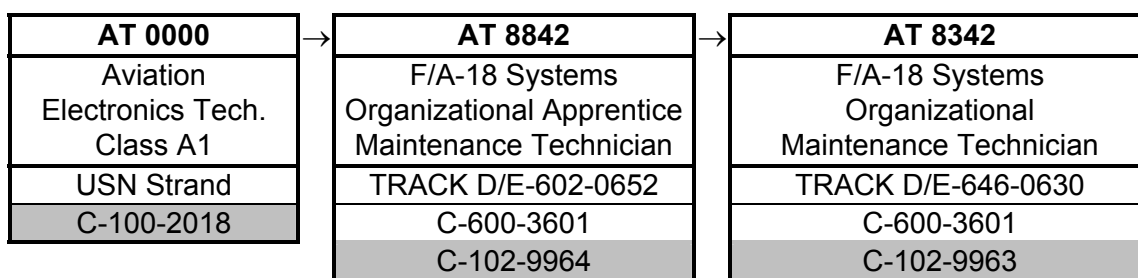 AT 0000
Aviation
Electronics Tech.
Class A1
USN Strand
C-100-2018
→
AT 8842
F/A-18 Systems
Organizational Apprentice
Maintenance Technician
TRACK D/E-602-0652
C-600-3601
C-102-9964
→
AT 8342
F/A-18 Systems
Organizational
Maintenance Technician
TRACK D/E-646-0630
C-600-3601
C-102-9963